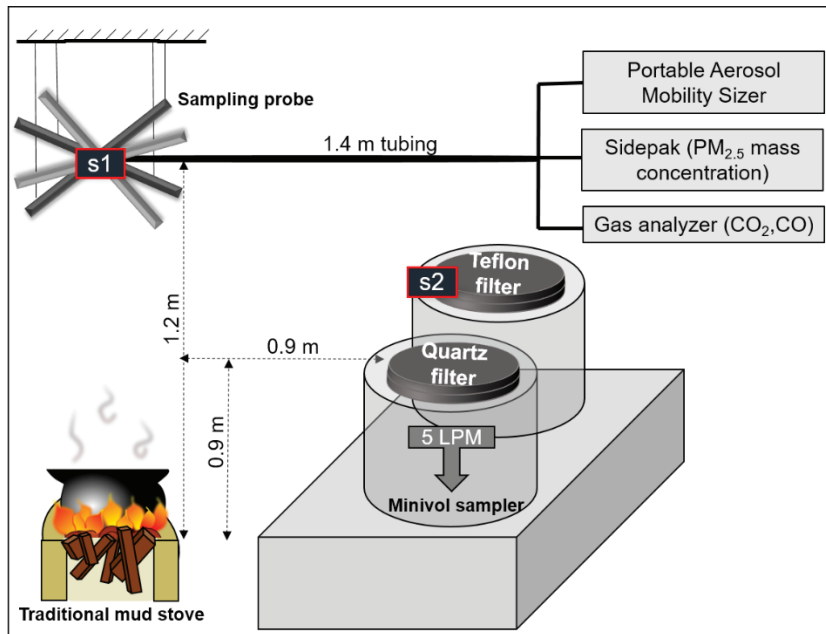 Portable Aerosol
Mobility Sizer
Sampling probe
s1
1.4 m tubing
Sidepak (PM2.5 mass
concentration)
Gas analyzer (CO2,CO)
1.2 m
s2
Teflon
filter
0.9 m
Quartz
filter
0.9 m
5 LPM
Minivol sampler
Traditional mud stove